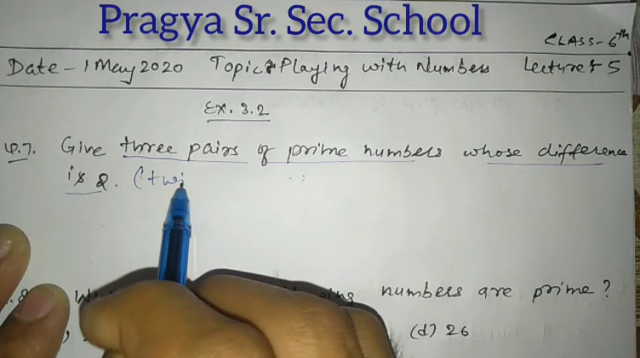 Pragya Sr. Sec. School
CLASS-6th
Date - 1 May 2020 Topic: Playing with Numbers Lecture 5
Ex. 3.2
Q.7. Give three pairs of prime numbers whose difference
is 2. (twi
numbers are prime?
(d) 26